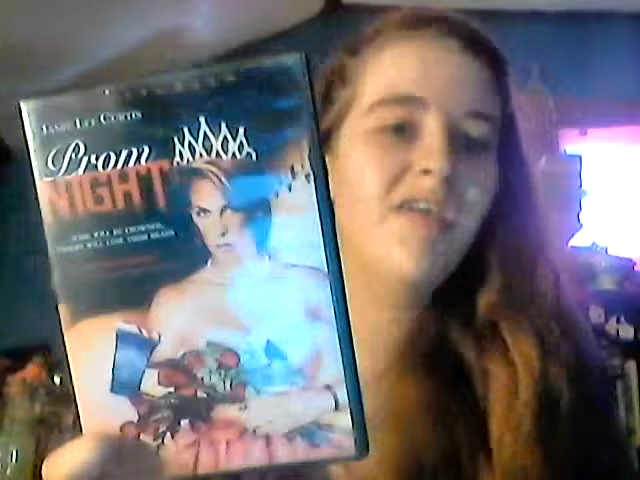 JAMIE LEE CURTIS
Prom
NIGHT
SOME WILL BE CROWNED,
OTHERS WILL LOSE THEIR HEADS